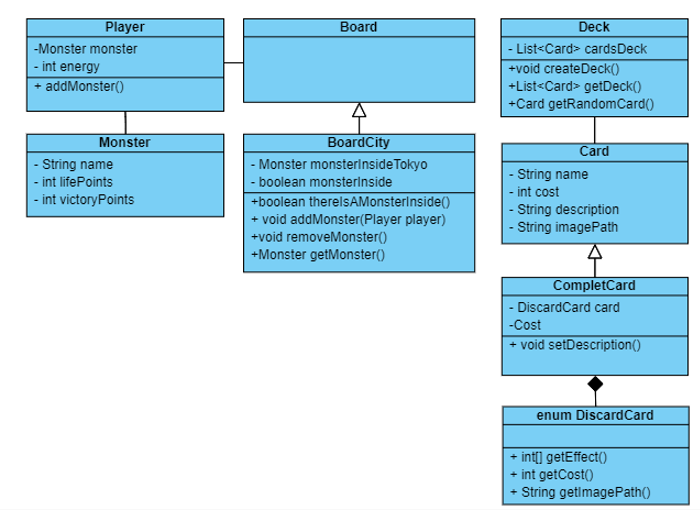 Player
-Monster monster
- int energy
+ addMonster()
Monster
- String name
- int lifePoints
- int victoryPoints
Board
BoardCity
- Monster monsterInsideTokyo
- boolean monsterInside
+boolean thereIsAMonsterInside()
+ void addMonster(Player player)
+void removeMonster()
+Monster getMonster()
Deck
- List<Card> cardsDeck
+void createDeck()
+List<Card> getDeck()
+Card getRandomCard()
Card
- String name
- int cost
- String description
- String imagePath
CompletCard
- DiscardCard card
-Cost
+ void setDescription()
enum DiscardCard
+ int[] getEffect()
+ int getCost()
+ String getImagePath()